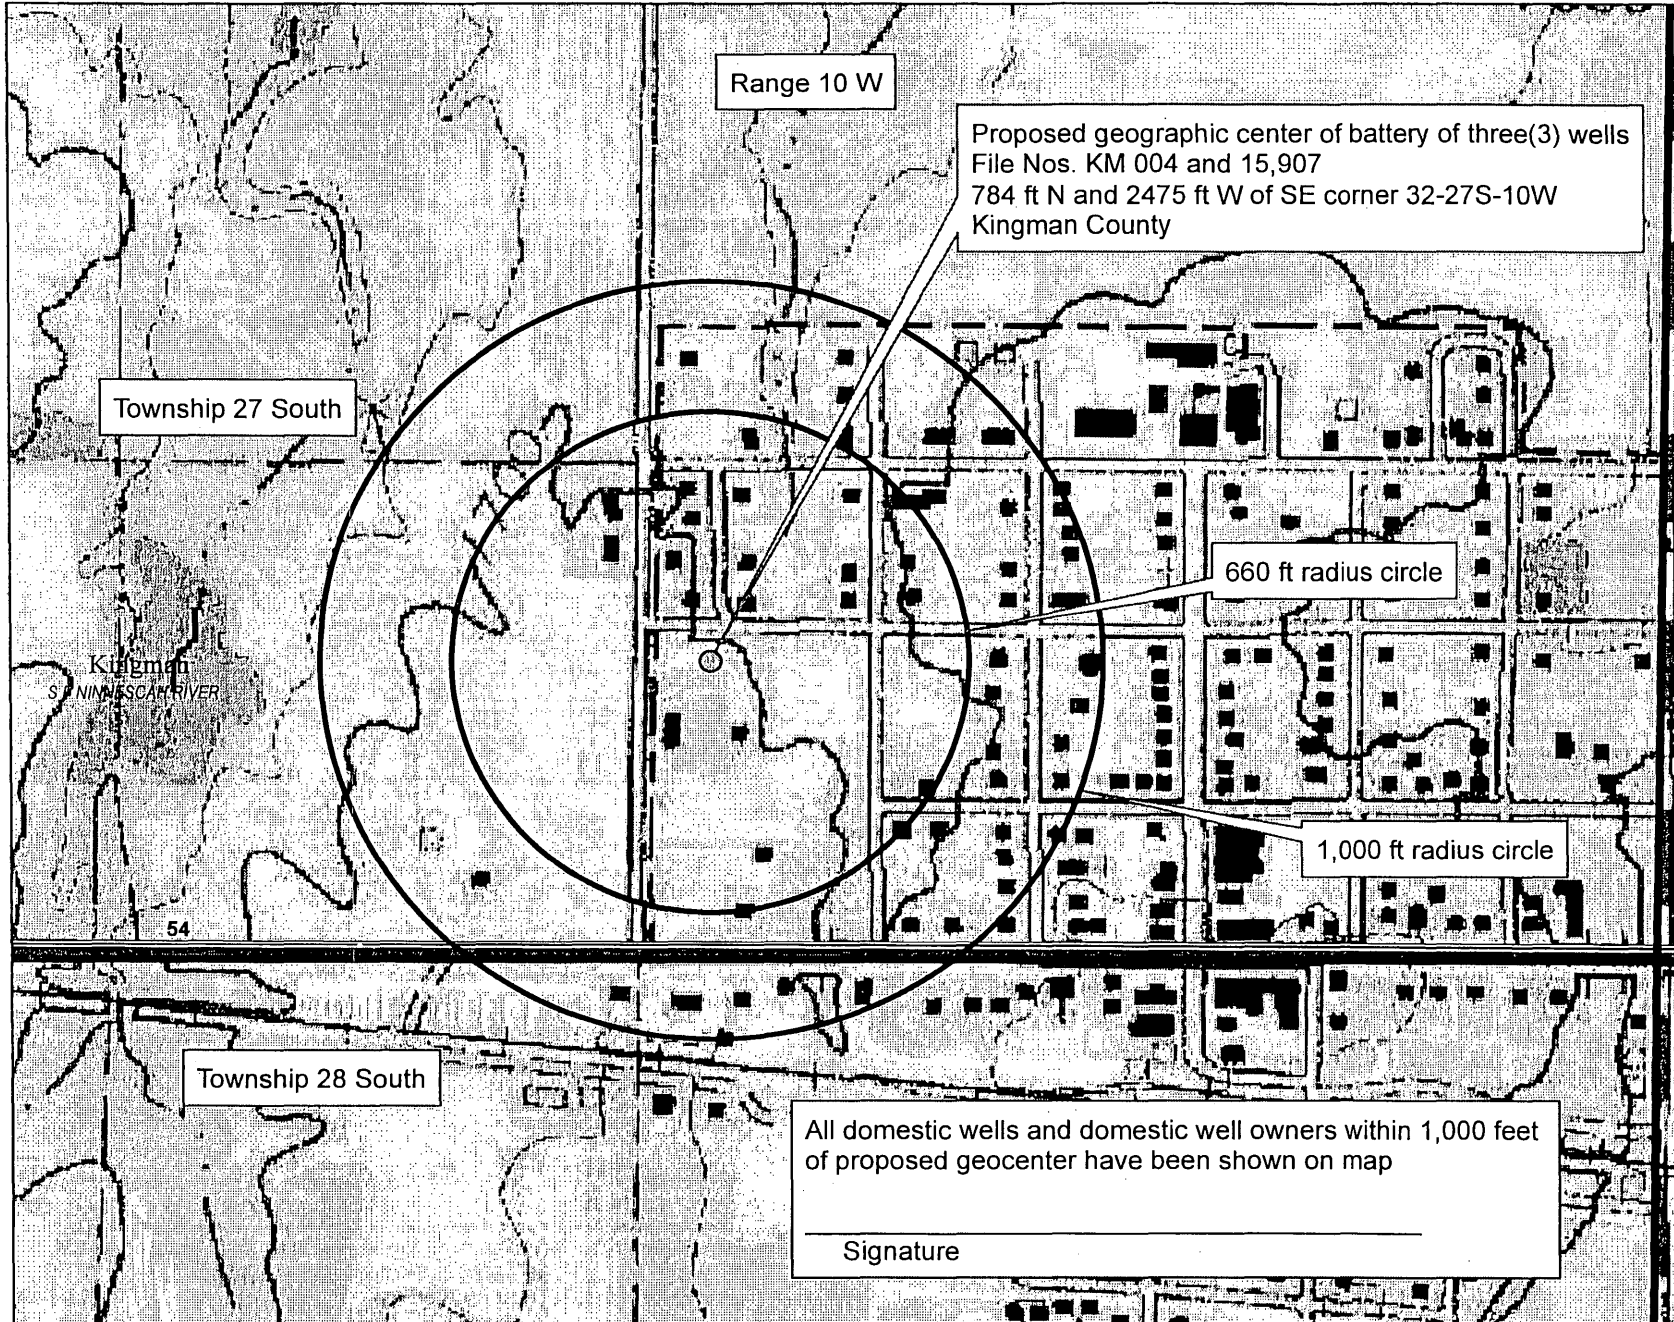 Range 10 W
Proposed geographic center of battery of three(3) wells
File Nos. KM 004 and 15,907
784 ft N and 2475 ft W of SE corner 32-27S-10W
Kingman County
Township 27 South
660 ft radius circle
Kingman
S F NINNESCAH RIVER
1,000 ft radius circle
54
Township 28 South
All domestic wells and domestic well owners within 1,000 feet
of proposed geocenter have been shown on map
Signature